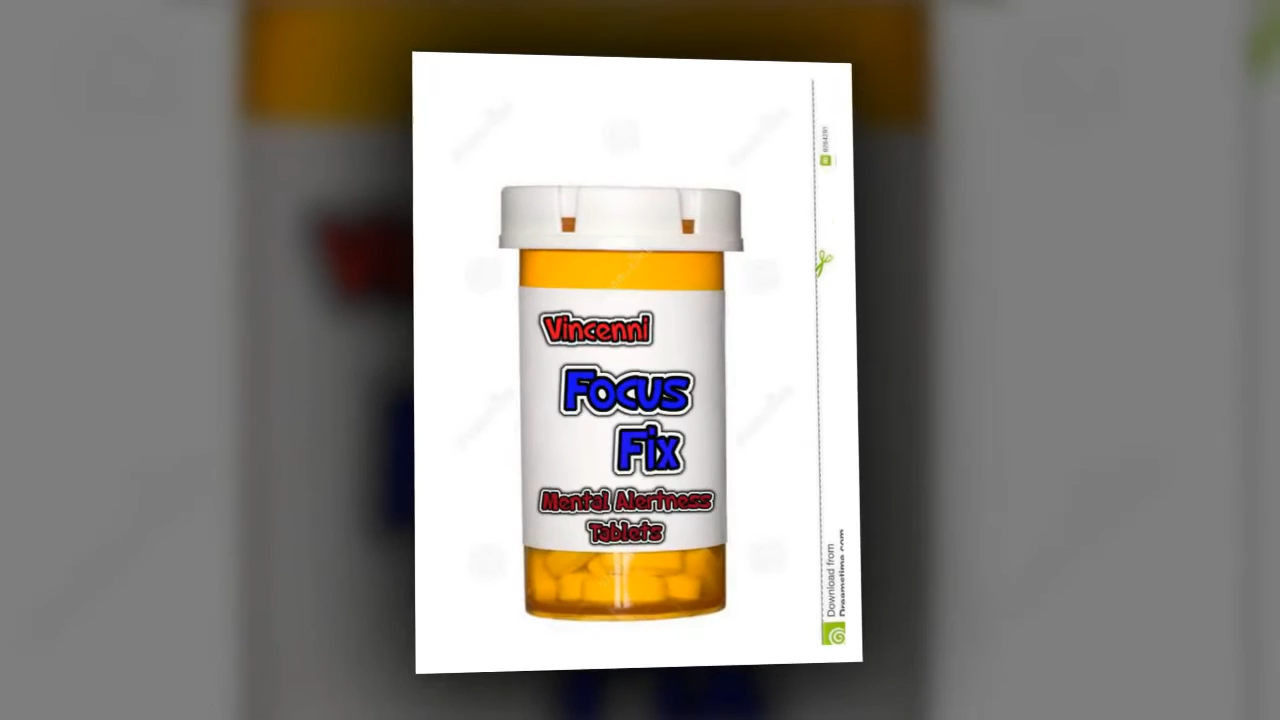 Vincenni
Focus
Fix
Mental Alertness
Tablets
Download from
Dreamstime.com